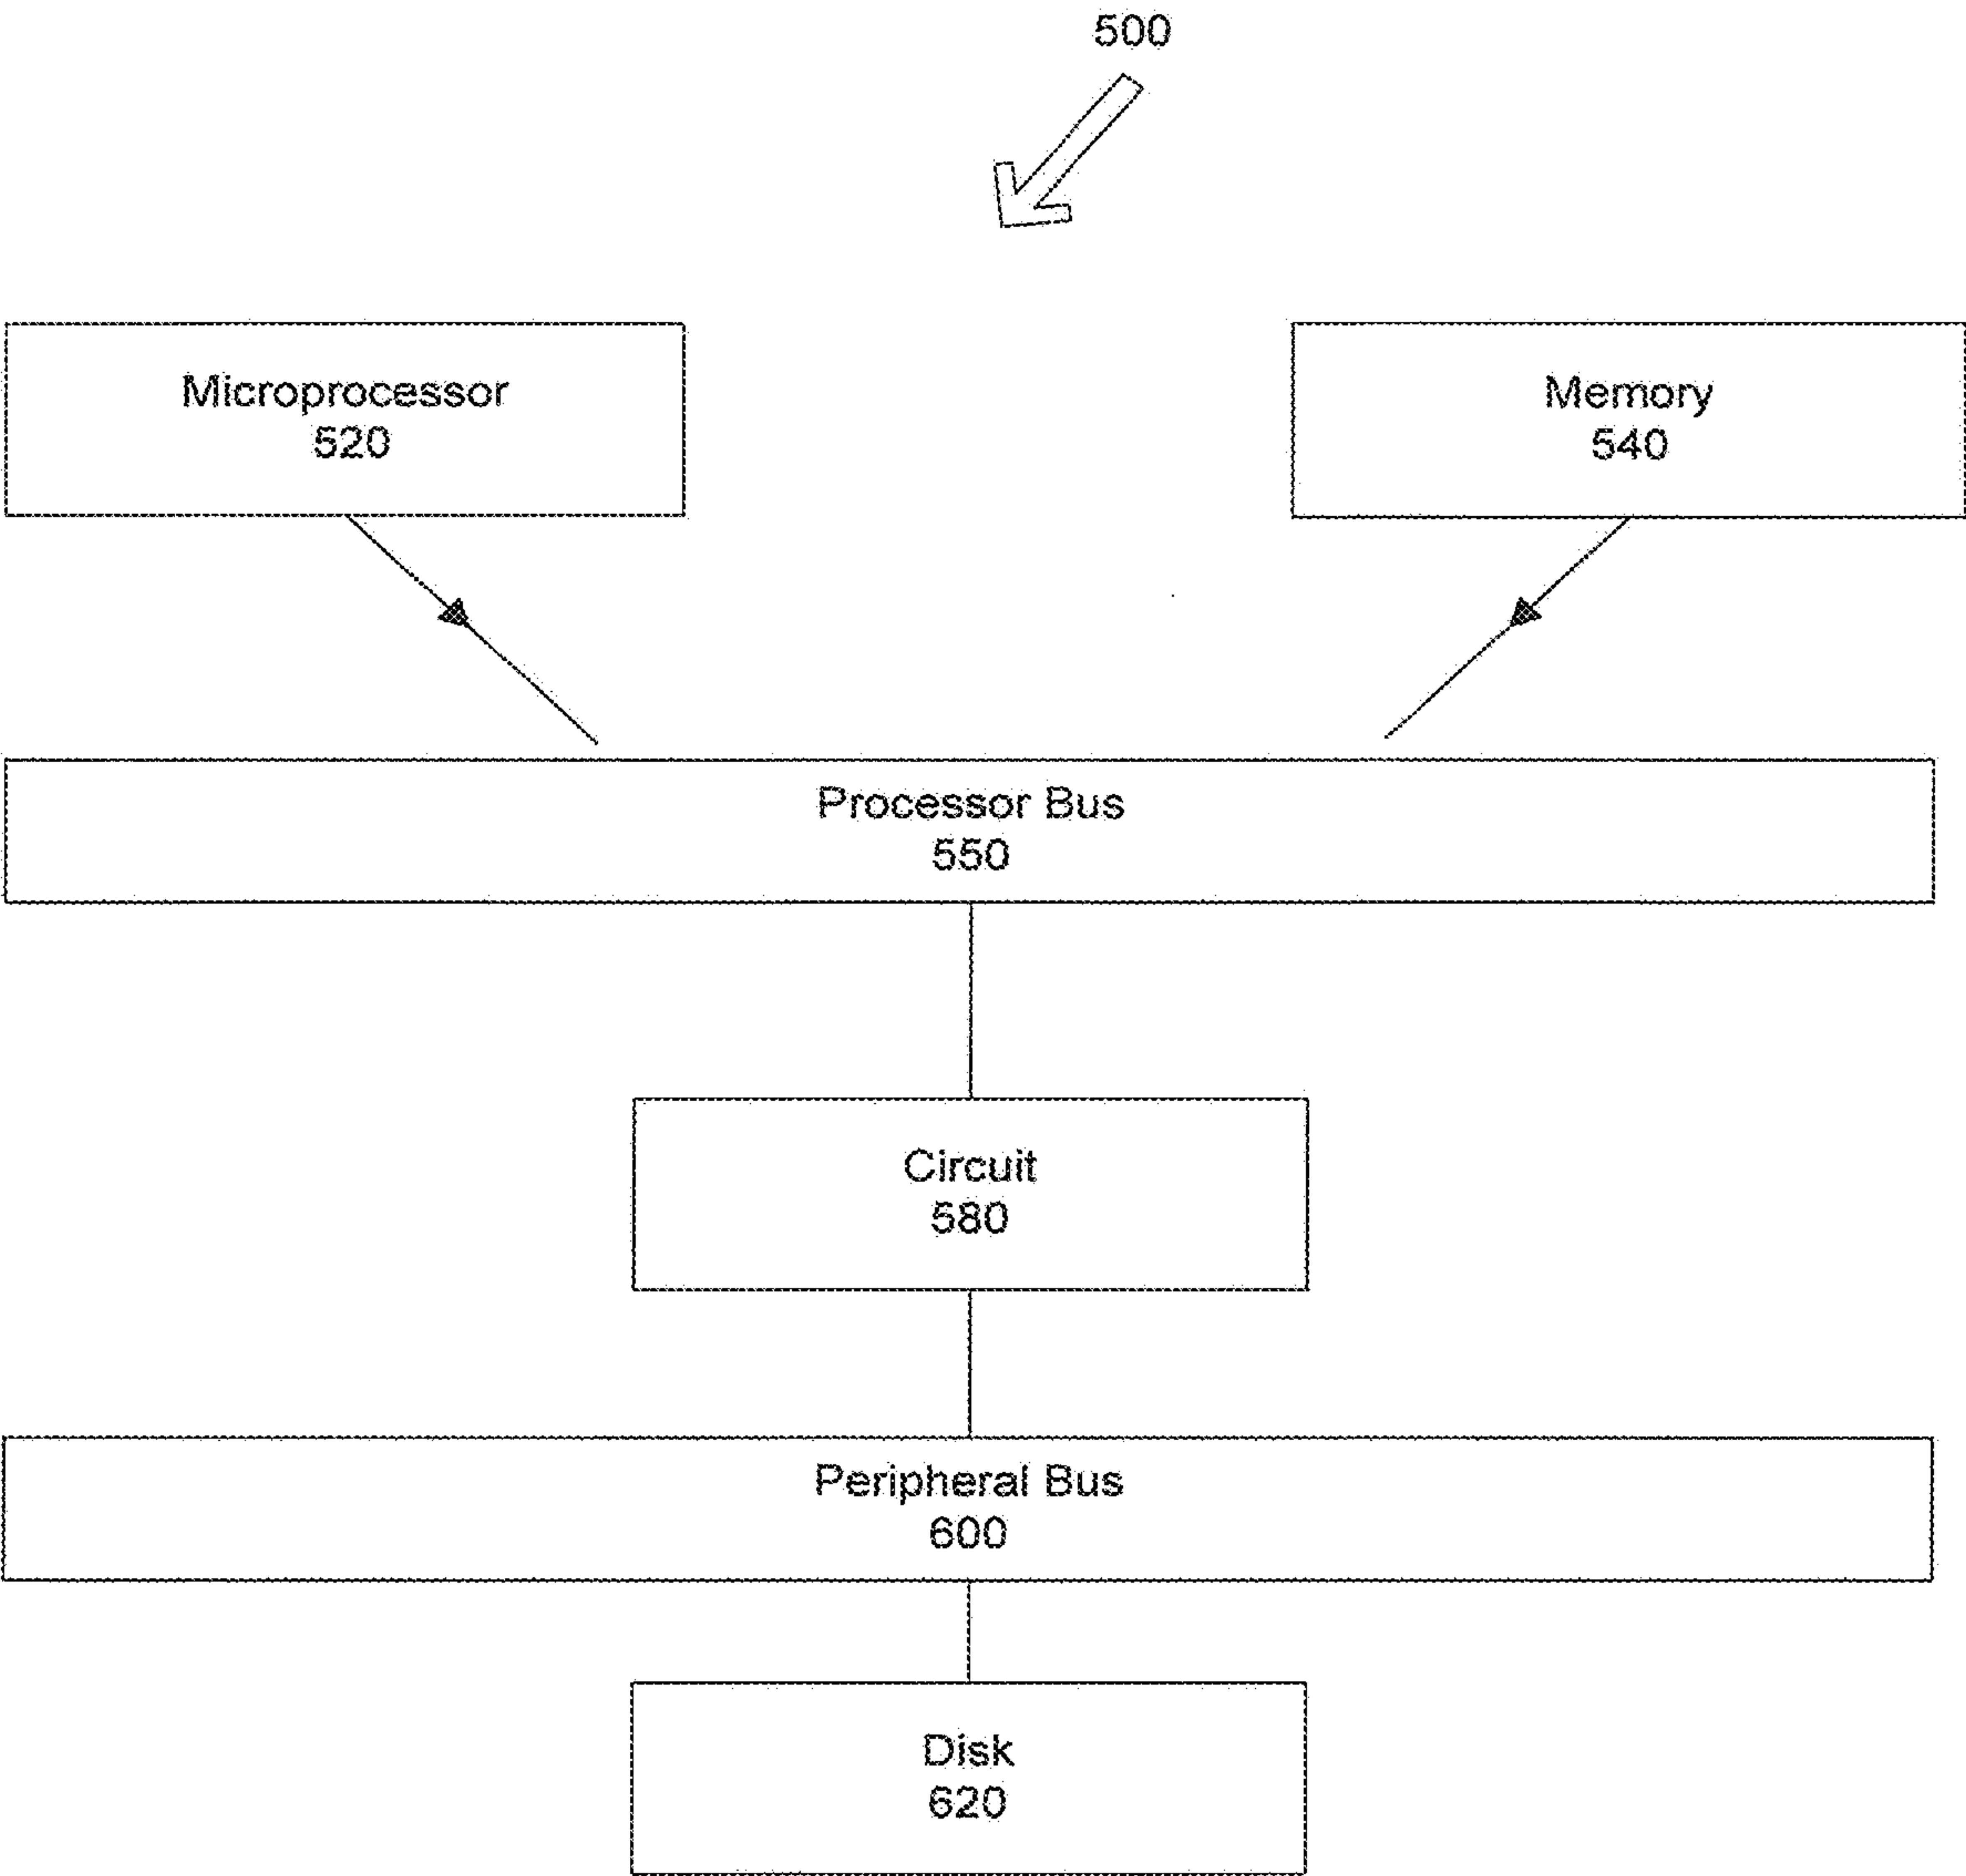 500
Microprocessor
520
Memory
540
Processor Bus
550
Circuit
580
Peripheral Bus
600
Disk
620